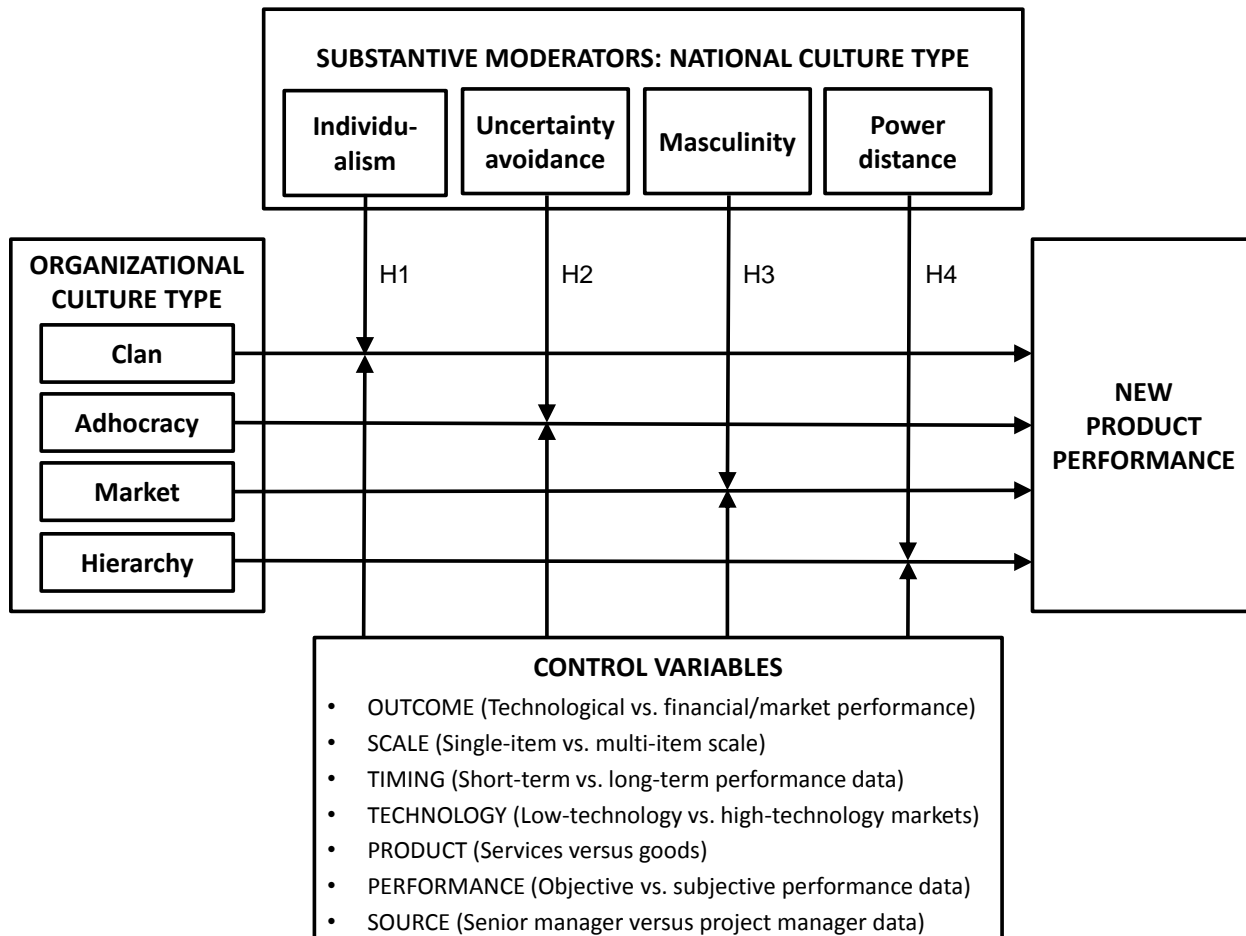 SUBSTANTIVE MODERATORS: NATIONAL CULTURE TYPE
Individu-
alism
Uncertainty
avoidance
Masculinity
Power
distance
ORGANIZATIONAL
CULTURE TYPE
H1
H2
H3
H4
Clan
Adhocracy
Market
Hierarchy
NEW
PRODUCT
PERFORMANCE
CONTROL VARIABLES
• OUTCOME (Technological vs. financial/market performance)
• SCALE (Single-item vs. multi-item scale)
• TIMING (Short-term vs. long-term performance data)
• TECHNOLOGY (Low-technology vs. high-technology markets)
• PRODUCT (Services versus goods)
• PERFORMANCE (Objective vs. subjective performance data)
• SOURCE (Senior manager versus project manager data)